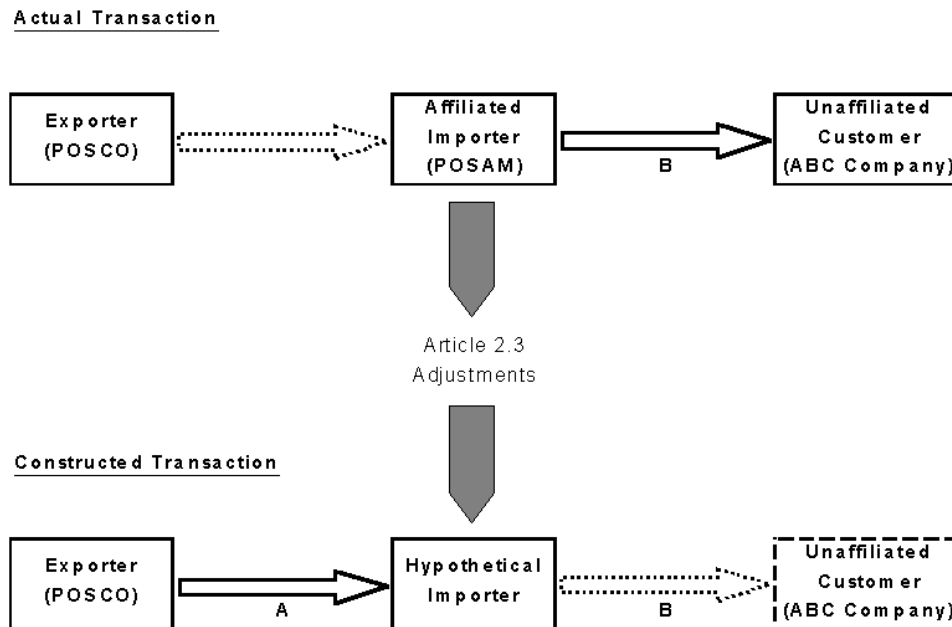 Actual Transaction
Exporter
(POSCO)
Affiliated
Importer
(POSAM)
B
Unaffiliated
Customer
(ABC Company)
Article 2.3
Adjustments
Constructed Transaction
Exporter
(POSCO)
A
Hypothetical
Importer
B
Unaffiliated
Customer
(ABC Company)